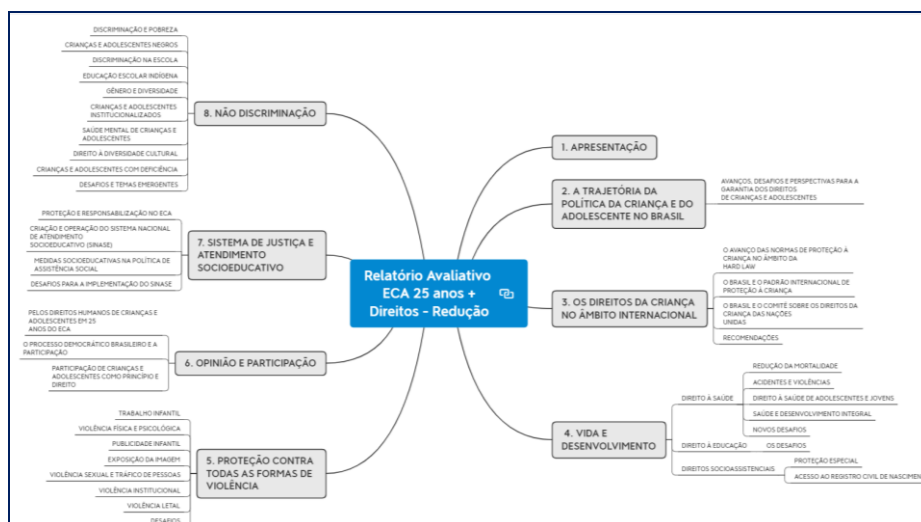 Relatório Avaliativo
ECA 25 anos +
Direitos - Redução
1. APRESENTAÇÃO
2. A TRAJETÓRIA DA
POLÍTICA DA CRIANÇA E DO
ADOLESCENTE NO BRASIL
AVANÇOS, DESAFIOS E PERSPECTIVAS PARA A
GARANTIA DOS DIREITOS
DE CRIANÇAS E ADOLESCENTES
3. OS DIREITOS DA CRIANÇA
NO ÂMBITO INTERNACIONAL
O AVANÇO DAS NORMAS DE PROTEÇÃO À
CRIANÇA NO ÂMBITO DA
HARD LAW
O BRASIL E O PADRÃO INTERNACIONAL DE
PROTEÇÃO À CRIANÇA
O BRASIL E O COMITÊ SOBRE OS DIREITOS DA
CRIANÇA DAS NAÇÕES
UNIDAS
RECOMENDAÇÕES
4. VIDA E
DESENVOLVIMENTO
DIREITO À SAÚDE
REDUÇÃO DA MORTALIDADE
ACIDENTES E VIOLÊNCIAS
DIREITO À SAÚDE DE ADOLESCENTES E JOVENS
SAÚDE E DESENVOLVIMENTO INTEGRAL
NOVOS DESAFIOS
DIREITO À EDUCAÇÃO
OS DESAFIOS
DIREITOS SOCIOASSISTENCIAIS
PROTEÇÃO ESPECIAL
ACESSO AO REGISTRO CIVIL DE NASCIMEN
5. PROTEÇÃO CONTRA
TODAS AS FORMAS DE
VIOLÊNCIA
TRABALHO INFANTIL
VIOLÊNCIA FÍSICA E PSICOLÓGICA
PUBLICIDADE INFANTIL
EXPOSIÇÃO DA IMAGEM
VIOLÊNCIA SEXUAL E TRÁFICO DE PESSOAS
VIOLÊNCIA INSTITUCIONAL
VIOLÊNCIA LETAL
DESAFIOS
6. OPINIÃO E PARTICIPAÇÃO
PELOS DIREITOS HUMANOS DE CRIANÇAS E
ADOLESCENTES EM 25
ANOS DO ECA
O PROCESSO DEMOCRÁTICO BRASILEIRO E A
PARTICIPAÇÃO
PARTICIPAÇÃO DE CRIANÇAS E
ADOLESCENTES COMO PRINCÍPIO E
DIREITO
7. SISTEMA DE JUSTIÇA E
ATENDIMENTO
SOCIOEDUCATIVO
PROTEÇÃO E RESPONSABILIZAÇÃO NO ECA
CRIAÇÃO E OPERAÇÃO DO SISTEMA NACIONAL
DE ATENDIMENTO
SOCIOEDUCATIVO (SINASE)
MEDIDAS SOCIOEDUCATIVAS NA POLÍTICA DE
ASSISTÊNCIA SOCIAL
DESAFIOS PARA A IMPLEMENTAÇÃO DO SINASE
8. NÃO DISCRIMINAÇÃO
DISCRIMINAÇÃO E POBREZA
CRIANÇAS E ADOLESCENTES NEGROS
DISCRIMINAÇÃO NA ESCOLA
EDUCAÇÃO ESCOLAR INDÍGENA
GÊNERO E DIVERSIDADE
CRIANÇAS E ADOLESCENTES
INSTITUCIONALIZADOS
SAÚDE MENTAL DE CRIANÇAS E
ADOLESCENTES
DIREITO À DIVERSIDADE CULTURAL
CRIANÇAS E ADOLESCENTES COM DEFICIÊNCIA
DESAFIOS E TEMAS EMERGENTES